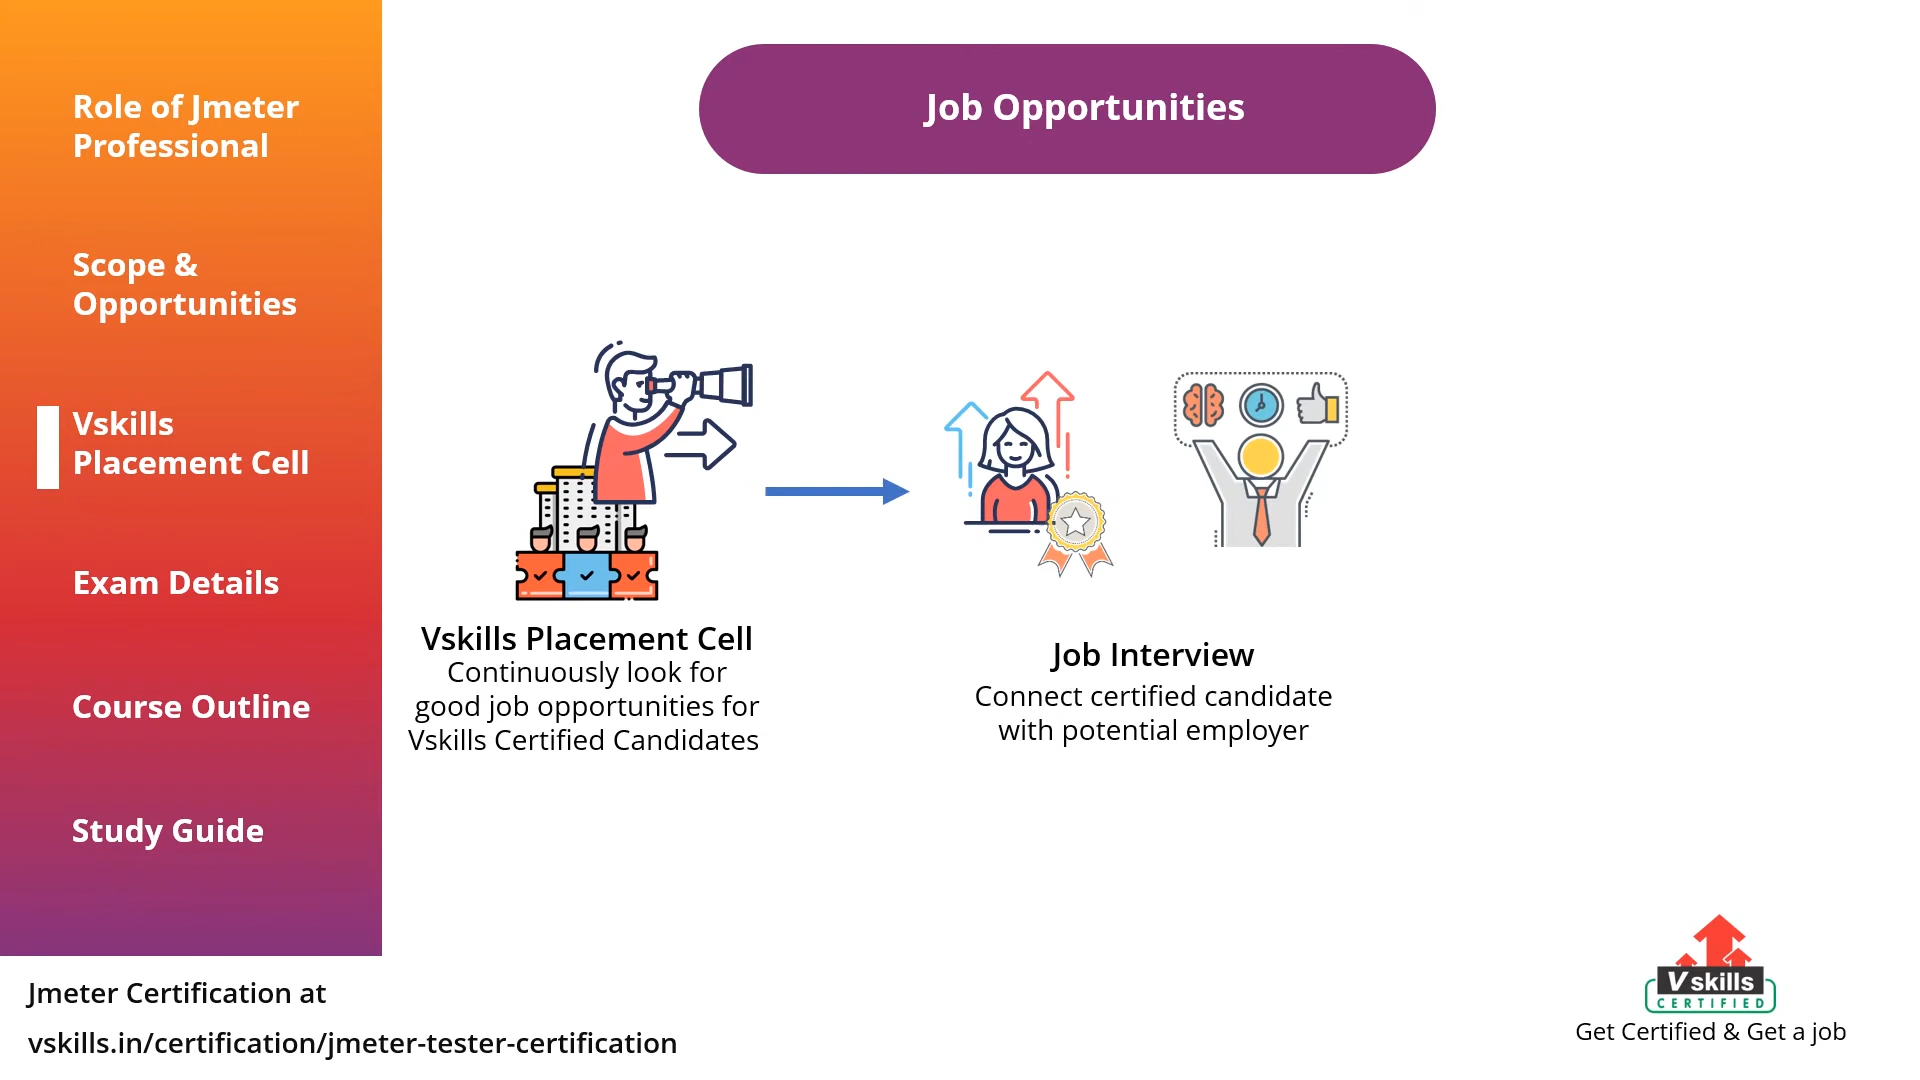 Role of Jmeter
Professional
Scope &
Opportunities
Vskills
Placement Cell
Exam Details
Course Outline
Study Guide
Job Opportunities
Vskills Placement Cell
Continuously look for
good job opportunities for
Vskills Certified Candidates
Job Interview
Connect certified candidate
with potential employer
Jmeter Certification at
vskills.in/certification/jmeter-tester-certification
Vskills
CERTIFIED
Get Certified & Get a job